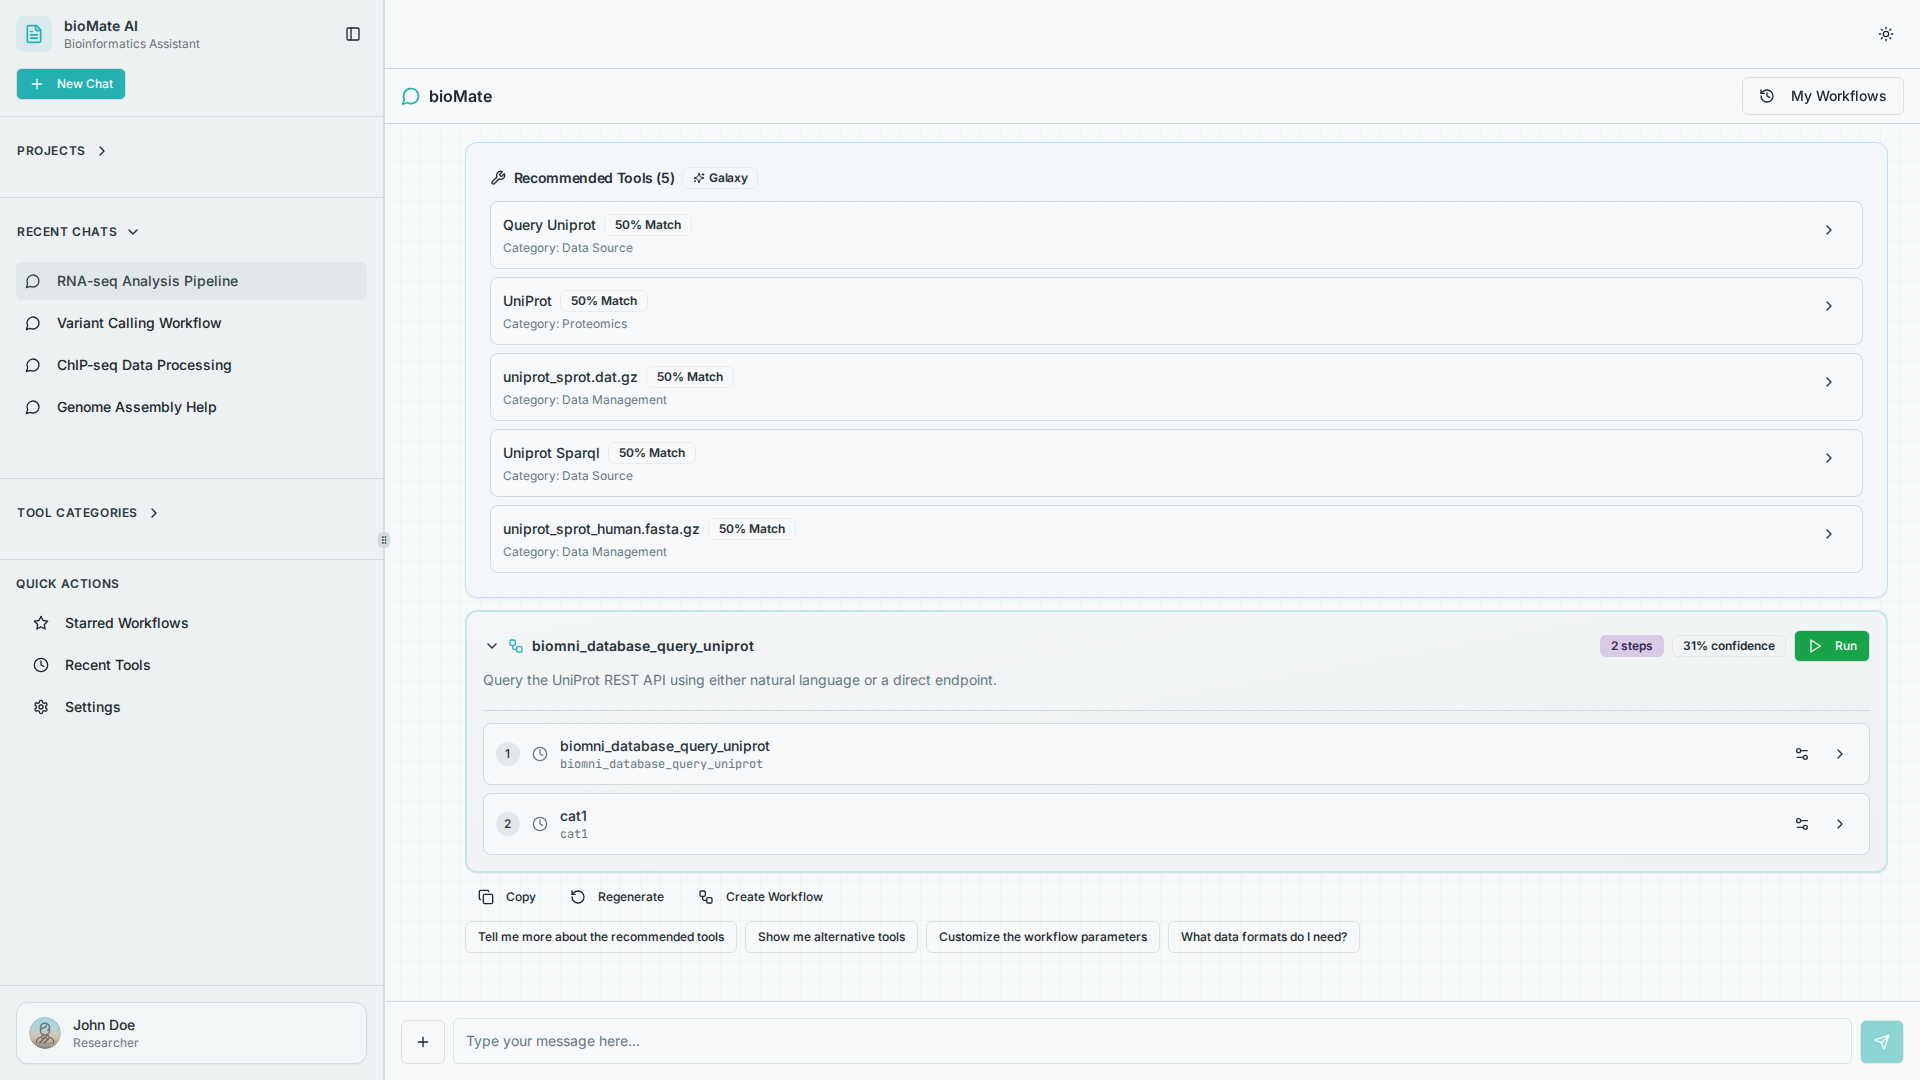 bioMate AI
Bioinformatics Assistant
New Chat
PROJECTS
RECENT CHATS
RNA-seq Analysis Pipeline
Variant Calling Workflow
ChIP-seq Data Processing
Genome Assembly Help
TOOL CATEGORIES
QUICK ACTIONS
Starred Workflows
Recent Tools
Settings
John Doe
Researcher
bioMate
My Workflows
Recommended Tools (5) Galaxy
Query Uniprot 50% Match
Category: Data Source
UniProt 50% Match
Category: Proteomics
uniprot_sprot.dat.gz 50% Match
Category: Data Management
Uniprot Sparql 50% Match
Category: Data Source
uniprot_sprot_human.fasta.gz 50% Match
Category: Data Management
biomni_database_query_uniprot 2 steps 31% confidence Run
Query the UniProt REST API using either natural language or a direct endpoint.
1 biomni_database_query_uniprot
biomni_database_query_uniprot
2 cat1
cat1
Copy Regenerate Create Workflow
Tell me more about the recommended tools Show me alternative tools Customize the workflow parameters What data formats do I need?
Type your message here...